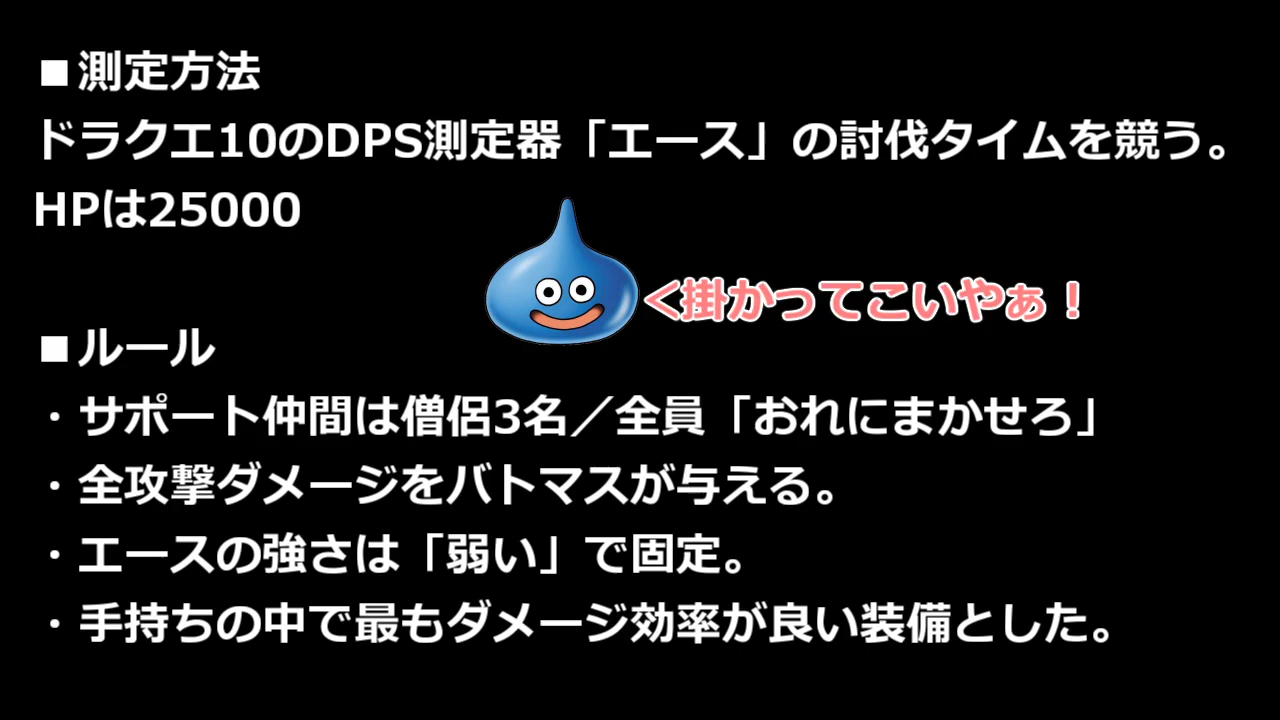 ■測定方法
ドラクエ10のDPS測定器「エース」の討伐タイムを競う。
HPは25000
<掛かってこいやぁ！
■ルール
・サポート仲間は僧侶3名／全員「おれにまかせろ」
・全攻撃ダメージをバトマスが与える。
・エースの強さは「弱い」で固定。
・手持ちの中で最もダメージ効率が良い装備とした。